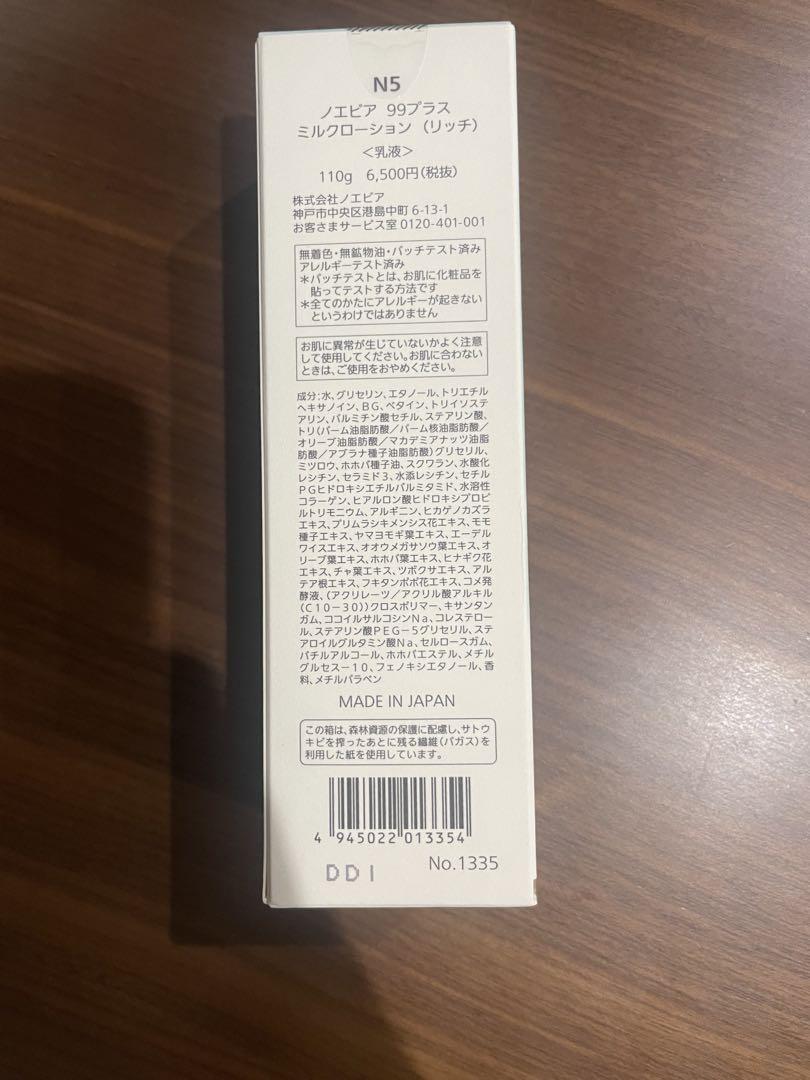 N5
ノエビア 99プラス
ミルクローション（リッチ）
＜乳液＞
110g 6,500円（税抜）
株式会社ノエビア
神戸市中央区港島中町 6-13-1
お客さまサービス室 0120-401-001
無着色・無鉱物油・パッチテスト済み
アレルギーテスト済み
＊パッチテストとは、お肌に化粧品を
貼ってテストする方法です
＊全てのかたにアレルギーが起きない
というわけではありません
お肌に異常が生じていないかよく注意
して使用してください。お肌に合わない
ときは、ご使用をおやめください。
成分：水、グリセリン、エタノール、トリエチル
ヘキサノイン、ＢＧ、ベタイン、トリイソステ
アリン、パルミチン酸セチル、ステアリン酸、
トリ（パーム油脂肪酸／パーム核油脂肪酸／
オリーブ油脂肪酸／マカデミアナッツ油脂
肪酸／アブラナ種子油脂肪酸）グリセリル、
ミツロウ、ホホバ種子油、スクワラン、水酸化
レシチン、セラミド３、水添レシチン、セチル
ＰＧヒドロキシエチルパルミタミド、水溶性
コラーゲン、ヒアルロン酸ヒドロキシプロピ
ルトリモニウム、アルギニン、ヒカゲノカズラ
エキス、プリムラシキメンシス花エキス、モモ
種子エキス、ヤマヨモギ葉エキス、エーデル
ワイスエキス、オオウメガサソウ葉エキス、オ
リーブ葉エキス、ホホバ葉エキス、ヒナギク花
エキス、チャ葉エキス、ツボクサエキス、アル
テア根エキス、フキタンポポ花エキス、コメ発
酵液、（アクリレーツ／アクリル酸アルキル
（Ｃ１０－３０））クロスポリマー、キサンタン
ガム、ココイルサルコシンＮａ、コレステロー
ル、ステアリン酸ＰＥＧ－５グリセリル、ステ
アロイルグルタミン酸Ｎａ、セルロースガム、
バチルアルコール、ホホバエステル、メチル
グルセス－１０、フェノキシエタノール、香
料、メチルパラベン
MADE IN JAPAN
この箱は、森林資源の保護に配慮し、サトウ
キビを搾ったあとに残る繊維（バガス）を
利用した紙を使用しています。
4 945022 013354
DDI No.1335